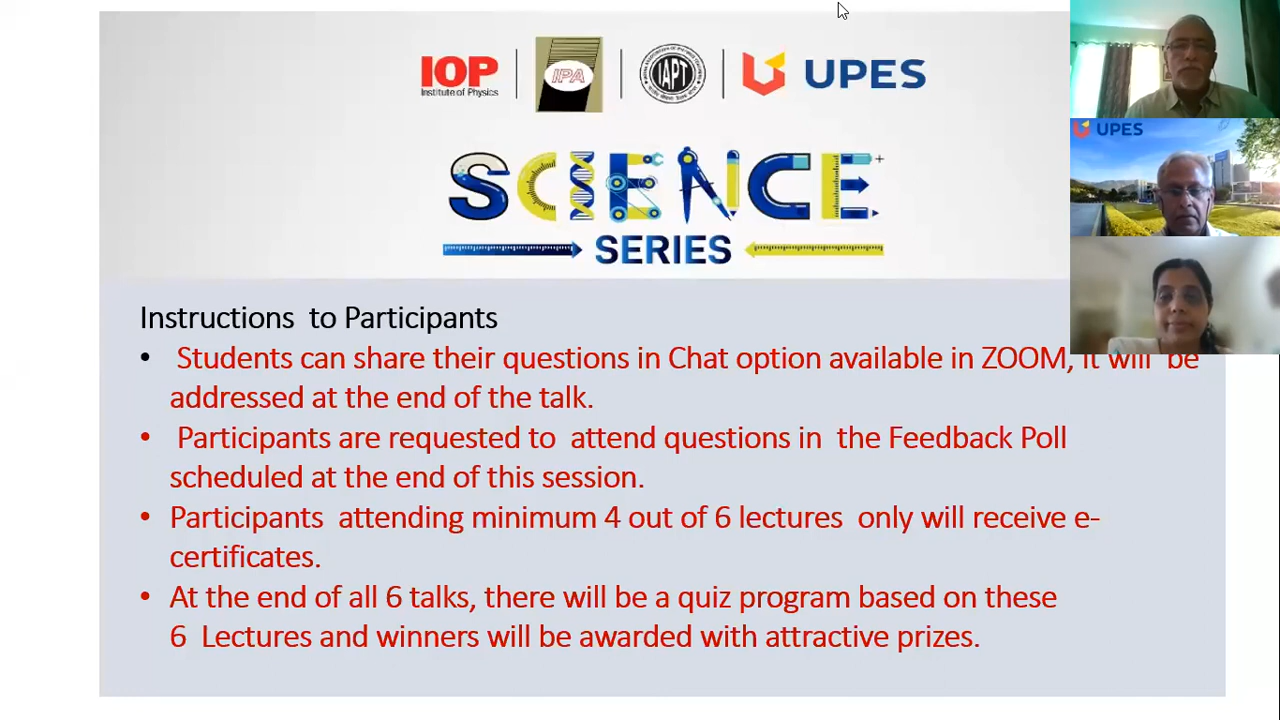 IOP
Institute of Physics
IPA
IAPT
UPES
SCIENCE
SERIES
UPES
Instructions to Participants
• Students can share their questions in Chat option available in ZOOM, it will be
addressed at the end of the talk.
• Participants are requested to attend questions in the Feedback Poll
scheduled at the end of this session.
• Participants attending minimum 4 out of 6 lectures only will receive e-
certificates.
• At the end of all 6 talks, there will be a quiz program based on these
6 Lectures and winners will be awarded with attractive prizes.